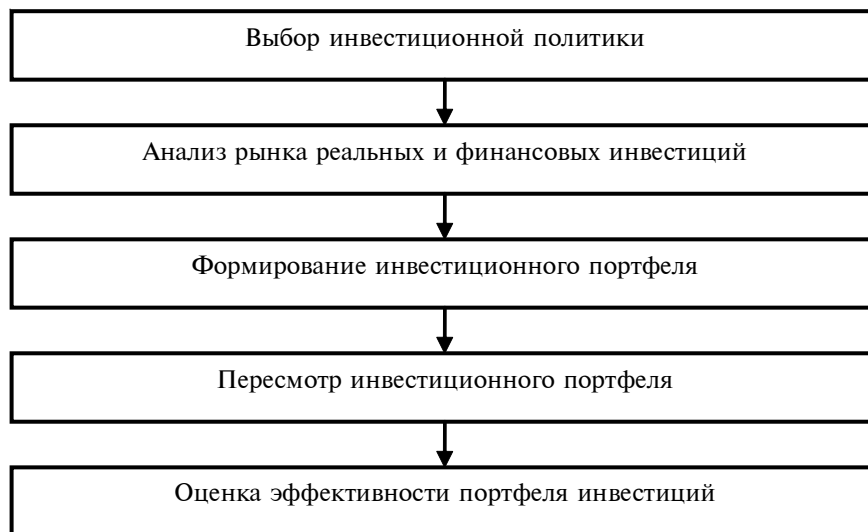 Выбор инвестиционной политики
Анализ рынка реальных и финансовых инвестиций
Формирование инвестиционного портфеля
Пересмотр инвестиционного портфеля
Оценка эффективности портфеля инвестиций